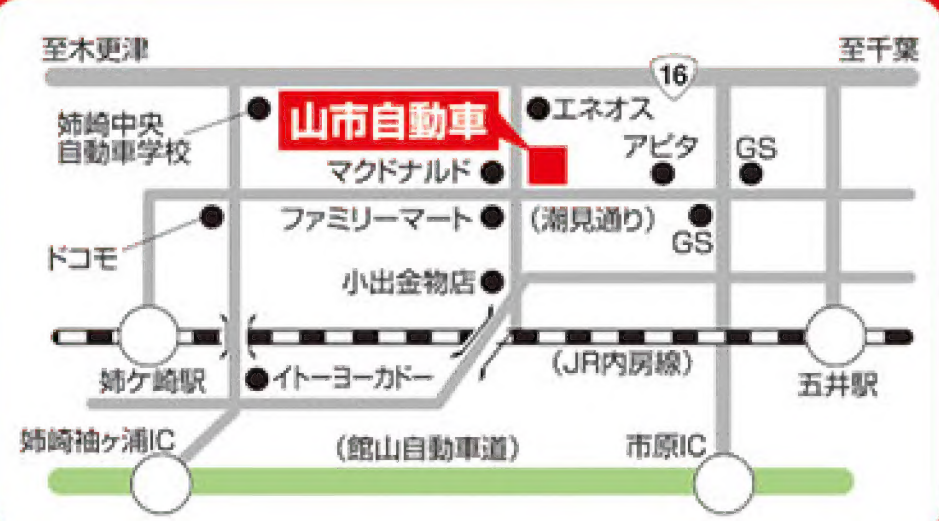 至木更津
至千葉
16
姉崎中央
自動車学校
山市自動車
エネオス
マクドナルド
アピタ
GS
ファミリーマート
(潮見通り)
GS
ドコモ
小出金物店
姉ケ崎駅
イトーヨーカドー
(JR内房線)
五井駅
姉崎袖ヶ浦IC
(館山自動車道)
市原IC